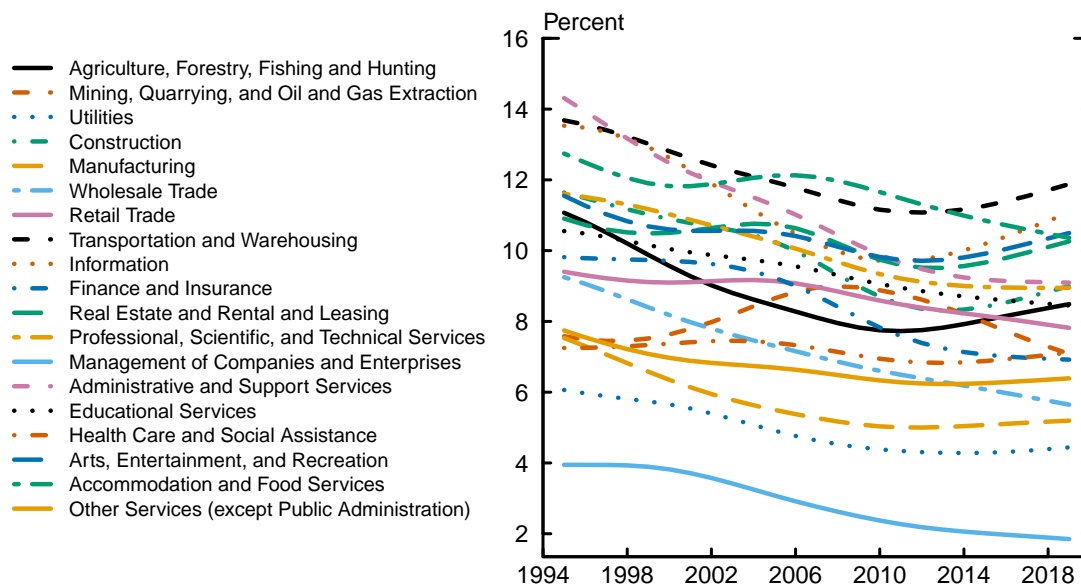 Percent
16
14
12
10
8
6
4
2
1994 1998 2002 2006 2010 2014 2018
Agriculture, Forestry, Fishing and Hunting
Mining, Quarrying, and Oil and Gas Extraction
Utilities
Construction
Manufacturing
Wholesale Trade
Retail Trade
Transportation and Warehousing
Information
Finance and Insurance
Real Estate and Rental and Leasing
Professional, Scientific, and Technical Services
Management of Companies and Enterprises
Administrative and Support Services
Educational Services
Health Care and Social Assistance
Arts, Entertainment, and Recreation
Accommodation and Food Services
Other Services (except Public Administration)